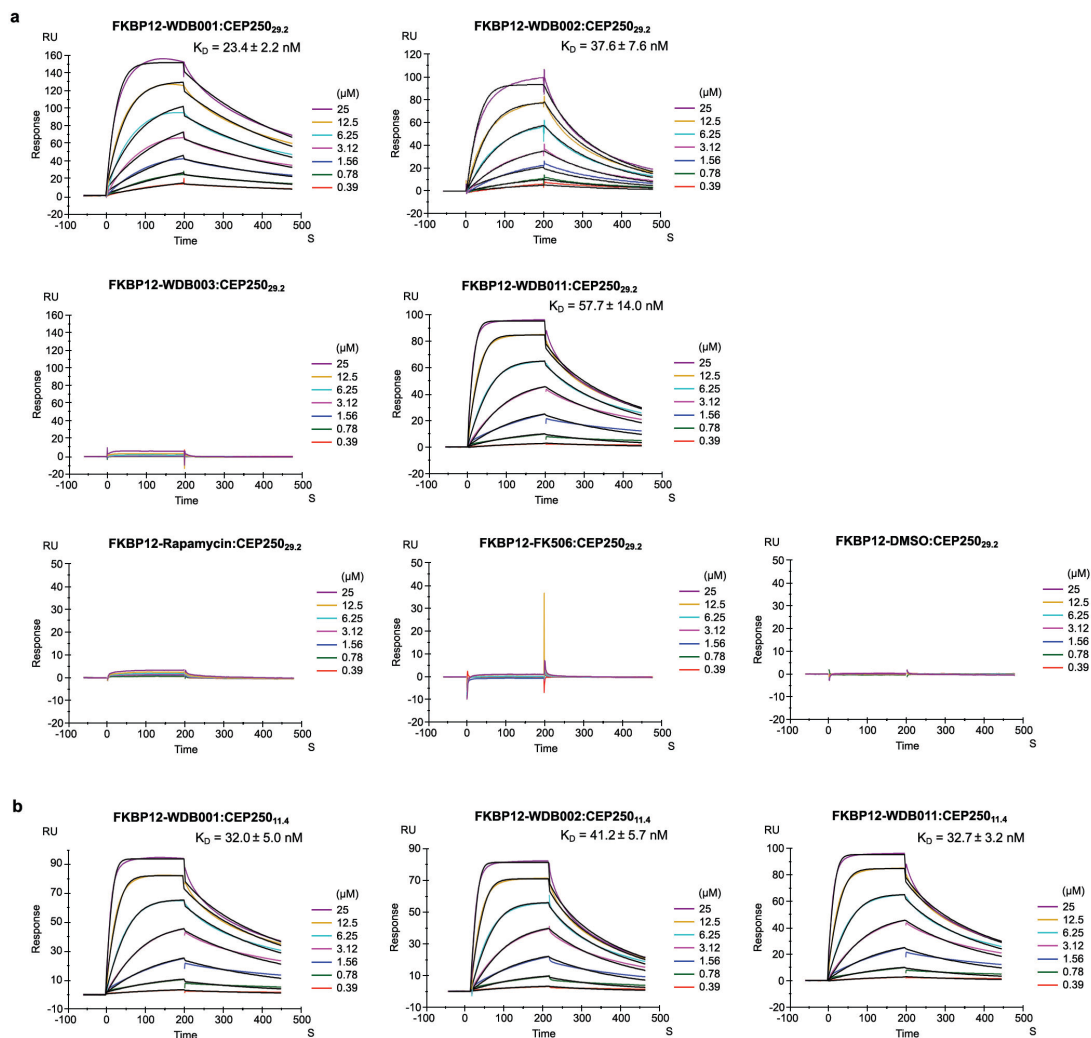 a
FKBP12-WDB001:CEP25029.2
KD = 23.4 ± 2.2 nM
RU
160
140
120
100
80
60
40
20
0
-20
Response
-100 0 100 200 300 400 500
Time
S
(μM)
25
12.5
6.25
3.12
1.56
0.78
0.39
FKBP12-WDB002:CEP25029.2
KD = 37.6 ± 7.6 nM
RU
120
100
80
60
40
20
0
-20
Response
-100 0 100 200 300 400 500
Time
S
(μM)
25
12.5
6.25
3.12
1.56
0.78
0.39
FKBP12-WDB003:CEP25029.2
RU
160
140
120
100
80
60
40
20
0
-20
Response
-100 0 100 200 300 400 500
Time
S
(μM)
25
12.5
6.25
3.12
1.56
0.78
0.39
FKBP12-WDB011:CEP25029.2
KD = 57.7 ± 14.0 nM
RU
100
80
60
40
20
0
-20
Response
-100 0 100 200 300 400 500
Time
S
(μM)
25
12.5
6.25
3.12
1.56
0.78
0.39
FKBP12-Rapamycin:CEP25029.2
RU
50
40
30
20
10
0
-10
-20
Response
-100 0 100 200 300 400 500
Time
S
(μM)
25
12.5
6.25
3.12
1.56
0.78
0.39
FKBP12-FK506:CEP25029.2
RU
50
40
30
20
10
0
-10
-20
Response
-100 0 100 200 300 400 500
Time
S
(μM)
25
12.5
6.25
3.12
1.56
0.78
0.39
FKBP12-DMSO:CEP25029.2
RU
50
40
30
20
10
0
-10
-20
Response
-100 0 100 200 300 400 500
Time
S
(μM)
25
12.5
6.25
3.12
1.56
0.78
0.39
b
FKBP12-WDB001:CEP25011.4
KD = 32.0 ± 5.0 nM
RU
90
70
50
30
10
-10
Response
-100 0 100 200 300 400 500
Time
S
(μM)
25
12.5
6.25
3.12
1.56
0.78
0.39
FKBP12-WDB002:CEP25011.4
KD = 41.2 ± 5.7 nM
RU
90
70
50
30
10
-10
Response
-100 0 100 200 300 400 500
Time
S
(μM)
25
12.5
6.25
3.12
1.56
0.78
0.39
FKBP12-WDB011:CEP25011.4
KD = 32.7 ± 3.2 nM
RU
100
80
60
40
20
0
-20
Response
-100 0 100 200 300 400 500
Time
S
(μM)
25
12.5
6.25
3.12
1.56
0.78
0.39